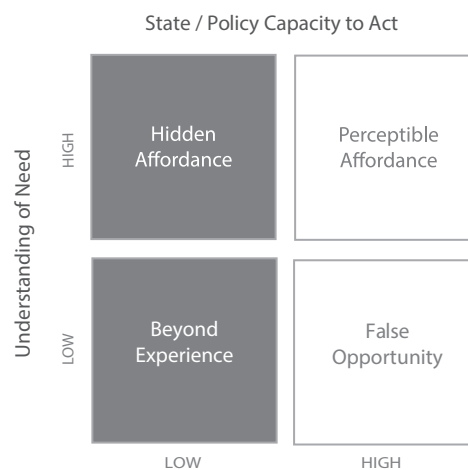 State / Policy Capacity to Act
Understanding of Need
HIGH
Hidden
Affordance
Perceptible
Affordance
LOW
Beyond
Experience
False
Opportunity
LOW
HIGH